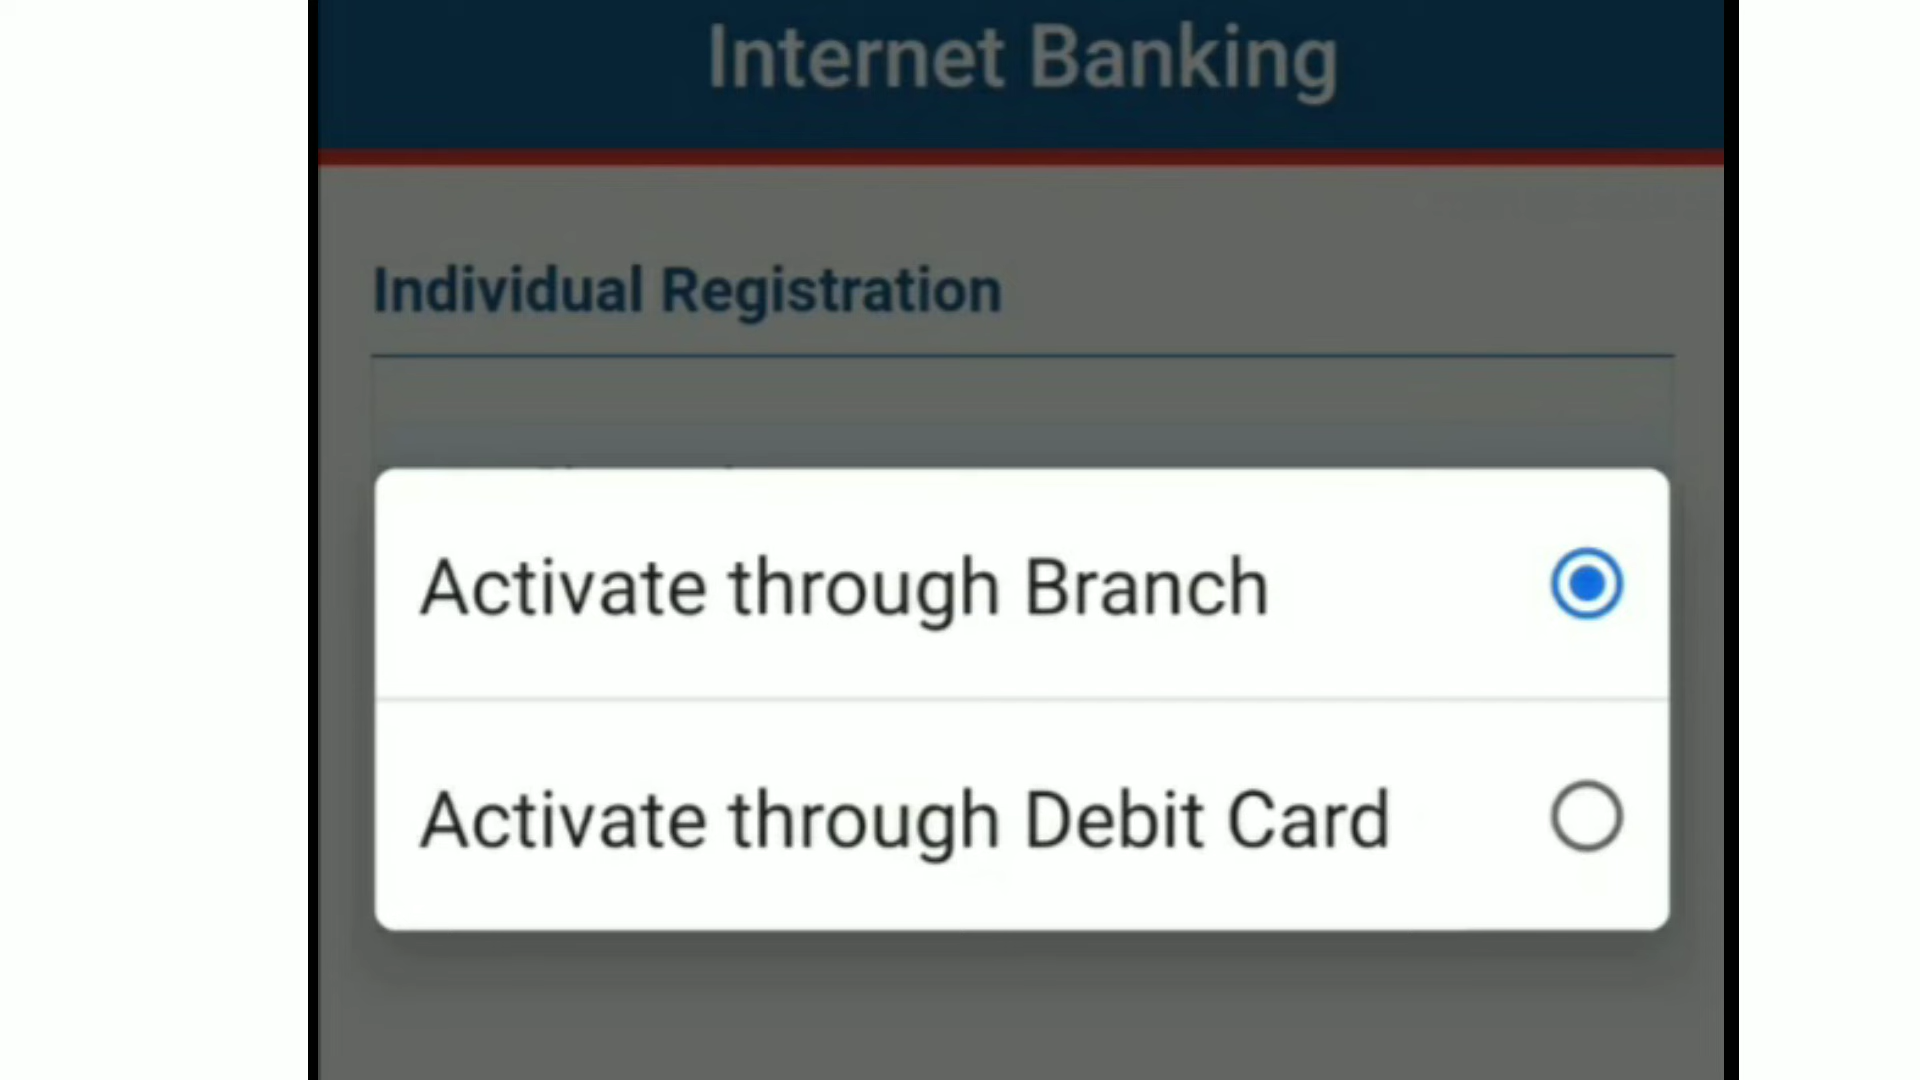 Internet Banking
Individual Registration
Activate through Branch
Activate through Debit Card